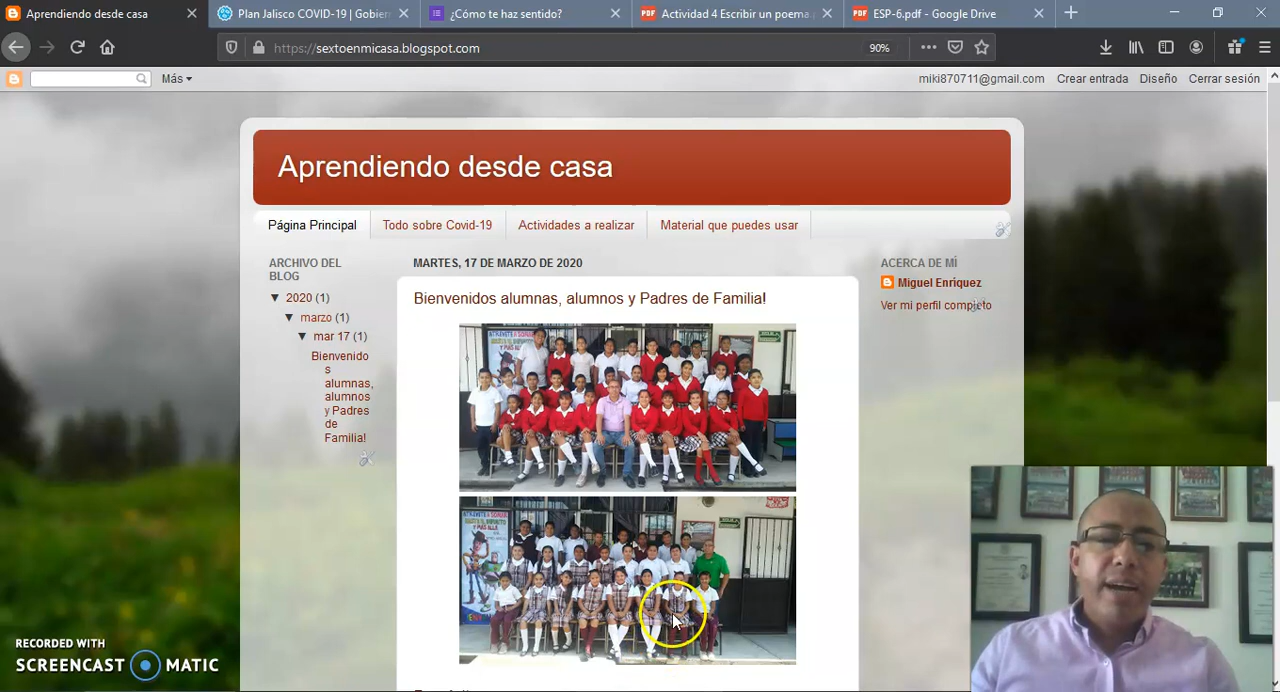 Aprendiendo desde casa
Plan Jalisco COVID-19 | Gobier
¿Cómo te haz sentido?
PDF Actividad 4 Escribir un poema.p
PDF ESP-6.pdf - Google Drive
https://sextoenmicasa.blogspot.com
90%
Más
miki870711@gmail.com Crear entrada Diseño Cerrar sesión
Aprendiendo desde casa
Página Principal Todo sobre Covid-19 Actividades a realizar Material que puedes usar
ARCHIVO DEL
BLOG
▼ 2020 (1)
▼ marzo (1)
▼ mar 17 (1)
Bienvenido
s
alumnas,
alumnos
y Padres
de
Familia!
MARTES, 17 DE MARZO DE 2020
Bienvenidos alumnas, alumnos y Padres de Familia!
ACERCA DE MÍ
Miguel Enriquez
Ver mi perfil completo
RECORDED WITH
SCREENCAST MATIC